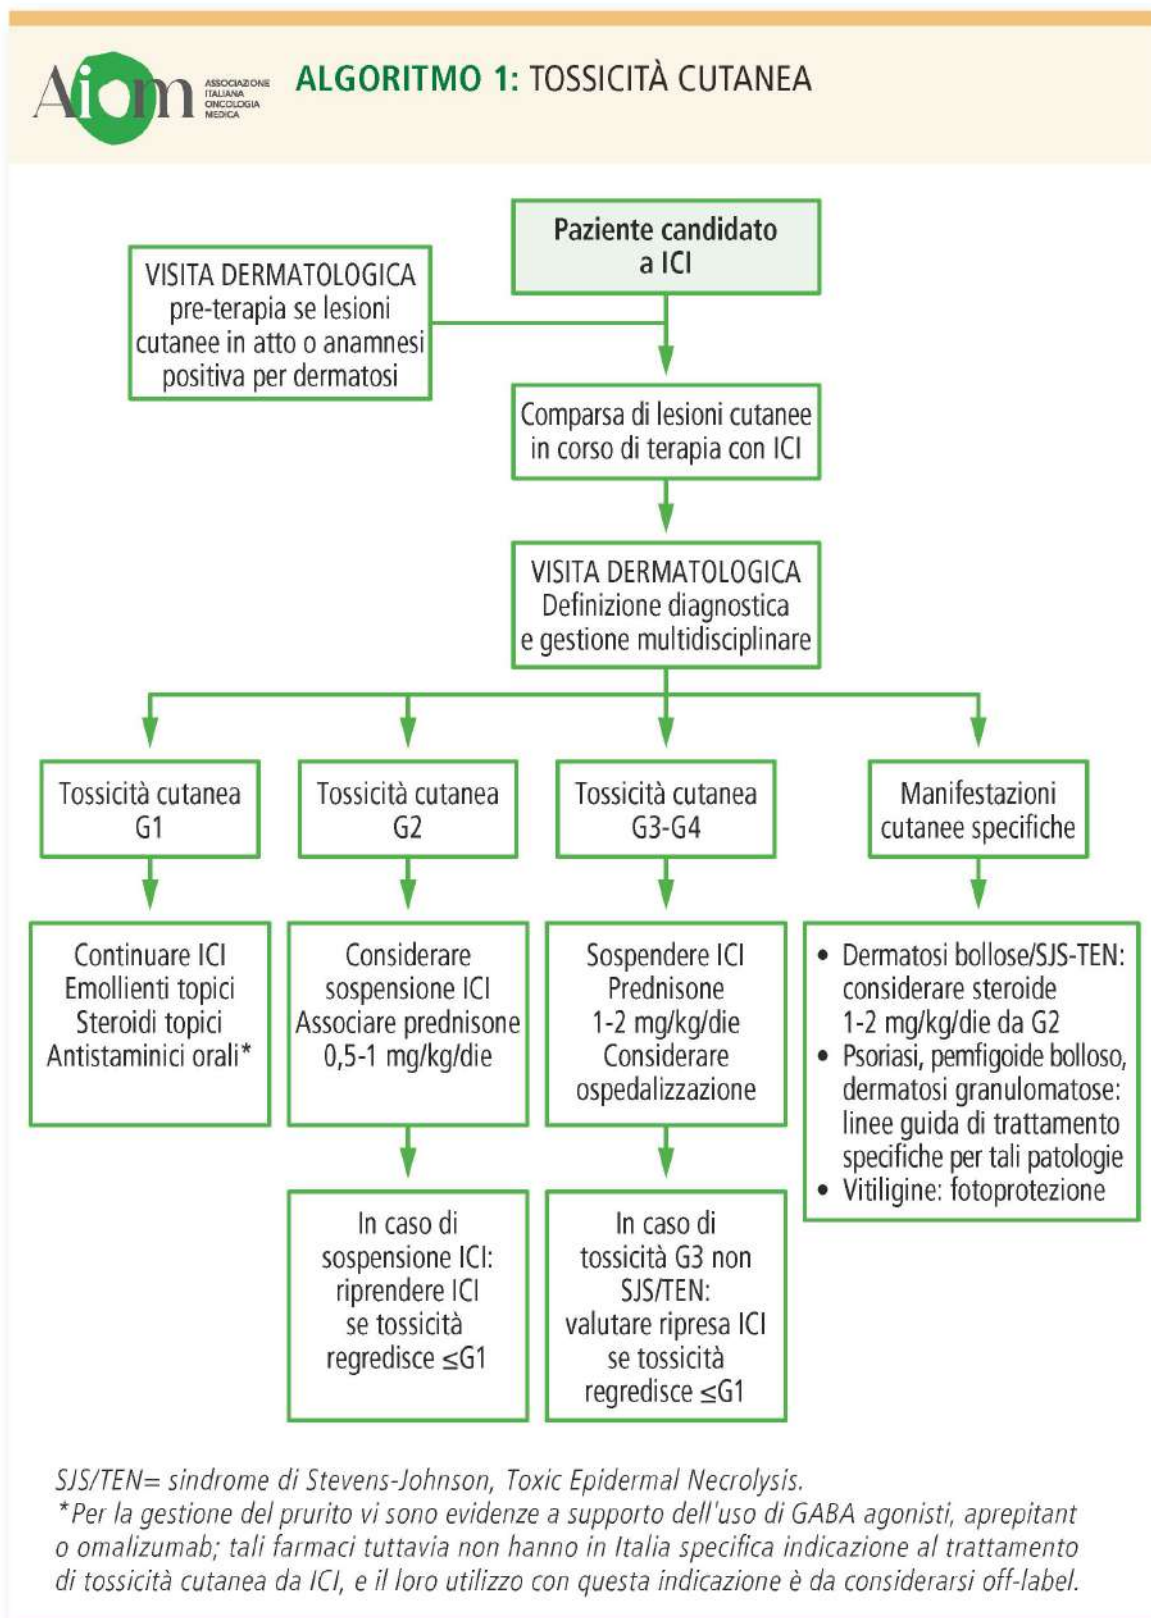 Aiom
ASSOCIAZIONE
ITALIANA
ONCOLOGIA
MEDICA
ALGORITMO 1: TOSSICITÀ CUTANEA
Paziente candidato
a ICI
VISITA DERMATOLOGICA
pre-terapia se lesioni
cutanee in atto o anamnesi
positiva per dermatosi
Comparsa di lesioni cutanee
in corso di terapia con ICI
VISITA DERMATOLOGICA
Definizione diagnostica
e gestione multidisciplinare
Tossicità cutanea
G1
Tossicità cutanea
G2
Tossicità cutanea
G3-G4
Manifestazioni
cutanee specifiche
Continuare ICI
Emollienti topici
Steroidi topici
Antistaminici orali*
Considerare
sospensione ICI
Associare prednisone
0,5-1 mg/kg/die
Sospendere ICI
Prednisone
1-2 mg/kg/die
Considerare
ospedalizzazione
• Dermatosi bollose/SJS-TEN:
considerare steroide
1-2 mg/kg/die da G2
• Psoriasi, pemfigoide bolloso,
dermatosi granulomatose:
linee guida di trattamento
specifiche per tali patologie
• Vitiligine: fotoprotezione
In caso di
sospensione ICI:
riprendere ICI
se tossicità
regredisce ≤G1
In caso di
tossicità G3 non
SJS/TEN:
valutare ripresa ICI
se tossicità
regredisce ≤G1
SJS/TEN= sindrome di Stevens-Johnson, Toxic Epidermal Necrolysis.
*Per la gestione del prurito vi sono evidenze a supporto dell'uso di GABA agonisti, aprepitant
o omalizumab; tali farmaci tuttavia non hanno in Italia specifica indicazione al trattamento
di tossicità cutanea da ICI, e il loro utilizzo con questa indicazione è da considerarsi off-label.